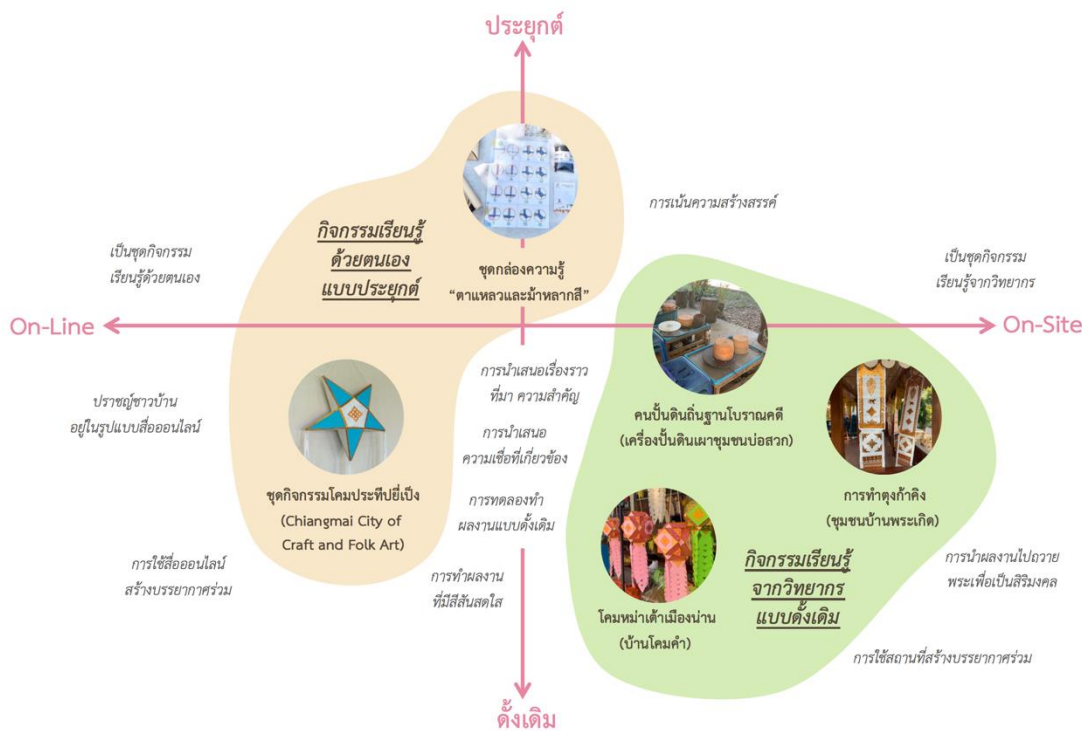 ประยุกต์
การเน้นความสร้างสรรค์
กิจกรรมเรียนรู้
ด้วยตนเอง
แบบประยุกต์
เป็นชุดกิจกรรม
เรียนรู้ด้วยตนเอง
ชุดกล่องความรู้
“ตาแหลวและม้าหลากสี”
เป็นชุดกิจกรรม
เรียนรู้จากวิทยากร
On-Line
On-Site
การนำเสนอเรื่องราว
ที่มา ความสำคัญ
ปราชญ์ชาวบ้าน
อยู่ในรูปแบบสื่อออนไลน์
คนปั้นดินถิ่นฐานโบราณคดี
(เครื่องปั้นดินเผาชุมชนบ่อสวก)
การนำเสนอ
ความเชื่อที่เกี่ยวข้อง
ชุดกิจกรรมโคมประทีปยี่เป็ง
(Chiangmai City of
Craft and Folk Art)
การทดลองทำ
ผลงานแบบดั้งเดิม
การทำตุงก้าคิง
(ชุมชนบ้านพระเกิด)
การใช้สื่อออนไลน์
สร้างบรรยากาศร่วม
การทำผลงาน
ที่มีสีสันสดใส
กิจกรรมเรียนรู้
จากวิทยากร
แบบดั้งเดิม
การนำผลงานไปถวาย
พระเพื่อเป็นสิริมงคล
โคมหม่าเต้าเมืองน่าน
(บ้านโคมคำ)
การใช้สถานที่สร้างบรรยากาศร่วม
ดั้งเดิม